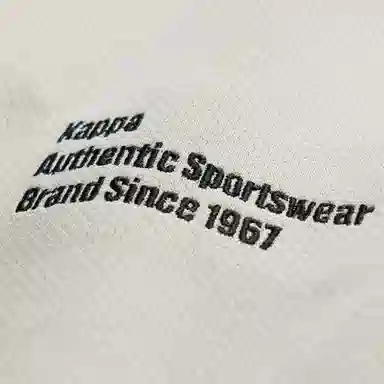 Kappa
Authentic Sportswear
Brand Since 1967